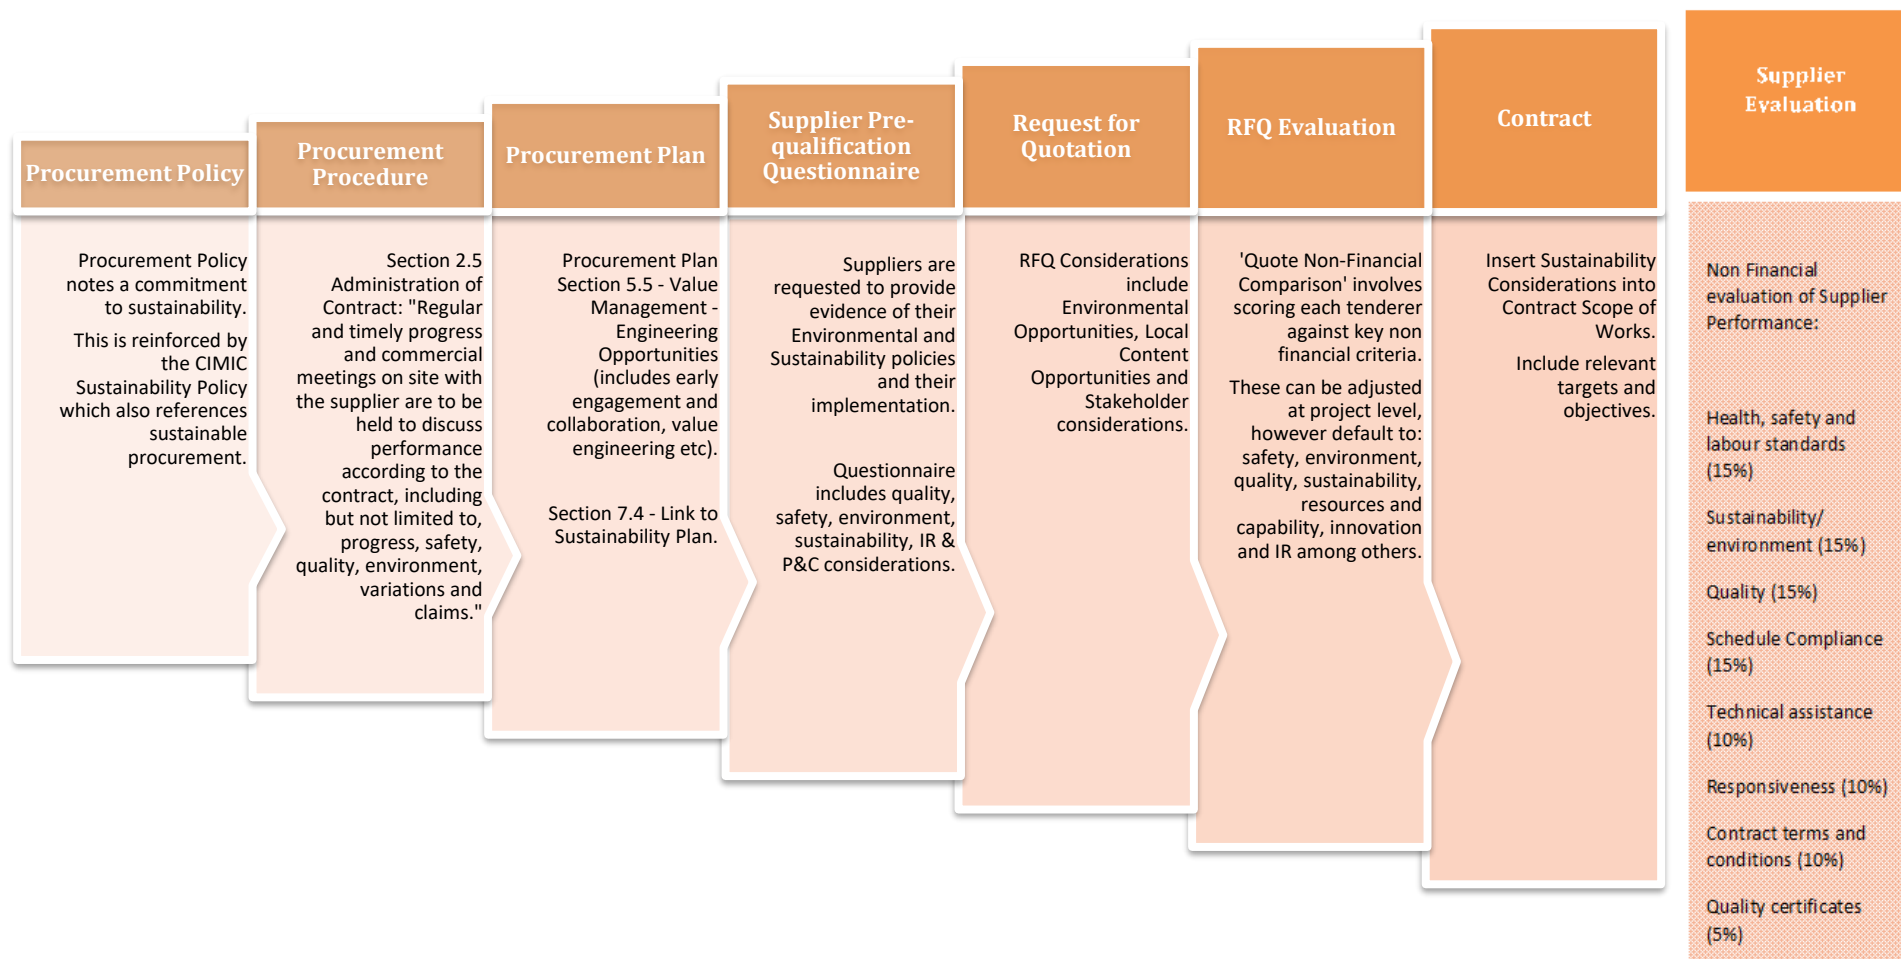 Procurement Policy
Procurement Policy
notes a commitment
to sustainability.
This is reinforced by
the CIMIC
Sustainability Policy
which also references
sustainable
procurement.
Procurement
Procedure
Section 2.5
Administration of
Contract: "Regular
and timely progress
and commercial
meetings on site with
the supplier are to be
held to discuss
performance
according to the
contract, including
but not limited to,
progress, safety,
quality, environment,
variations and
claims."
Procurement Plan
Procurement Plan
Section 5.5 - Value
Management -
Engineering
Opportunities
(includes early
engagement and
collaboration, value
engineering etc).
Section 7.4 - Link to
Sustainability Plan.
Supplier Pre-
qualification
Questionnaire
Suppliers are
requested to provide
evidence of their
Environmental and
Sustainability policies
and their
implementation.
Questionnaire
includes quality,
safety, environment,
sustainability, IR &
P&C considerations.
Request for
Quotation
RFQ Considerations
include
Environmental
Opportunities, Local
Content
Opportunities and
Stakeholder
considerations.
RFQ Evaluation
'Quote Non-Financial
Comparison' involves
scoring each tenderer
against key non
financial criteria.
These can be adjusted
at project level,
however default to:
safety, environment,
quality, sustainability,
resources and
capability, innovation
and IR among others.
Contract
Insert Sustainability
Considerations into
Contract Scope of
Works.
Include relevant
targets and
objectives.
Supplier
Evaluation
Non Financial
evaluation of Supplier
Performance:
Health, safety and
labour standards
(15%)
Sustainability/
environment (15%)
Quality (15%)
Schedule Compliance
(15%)
Technical assistance
(10%)
Responsiveness (10%)
Contract terms and
conditions (10%)
Quality certificates
(5%)